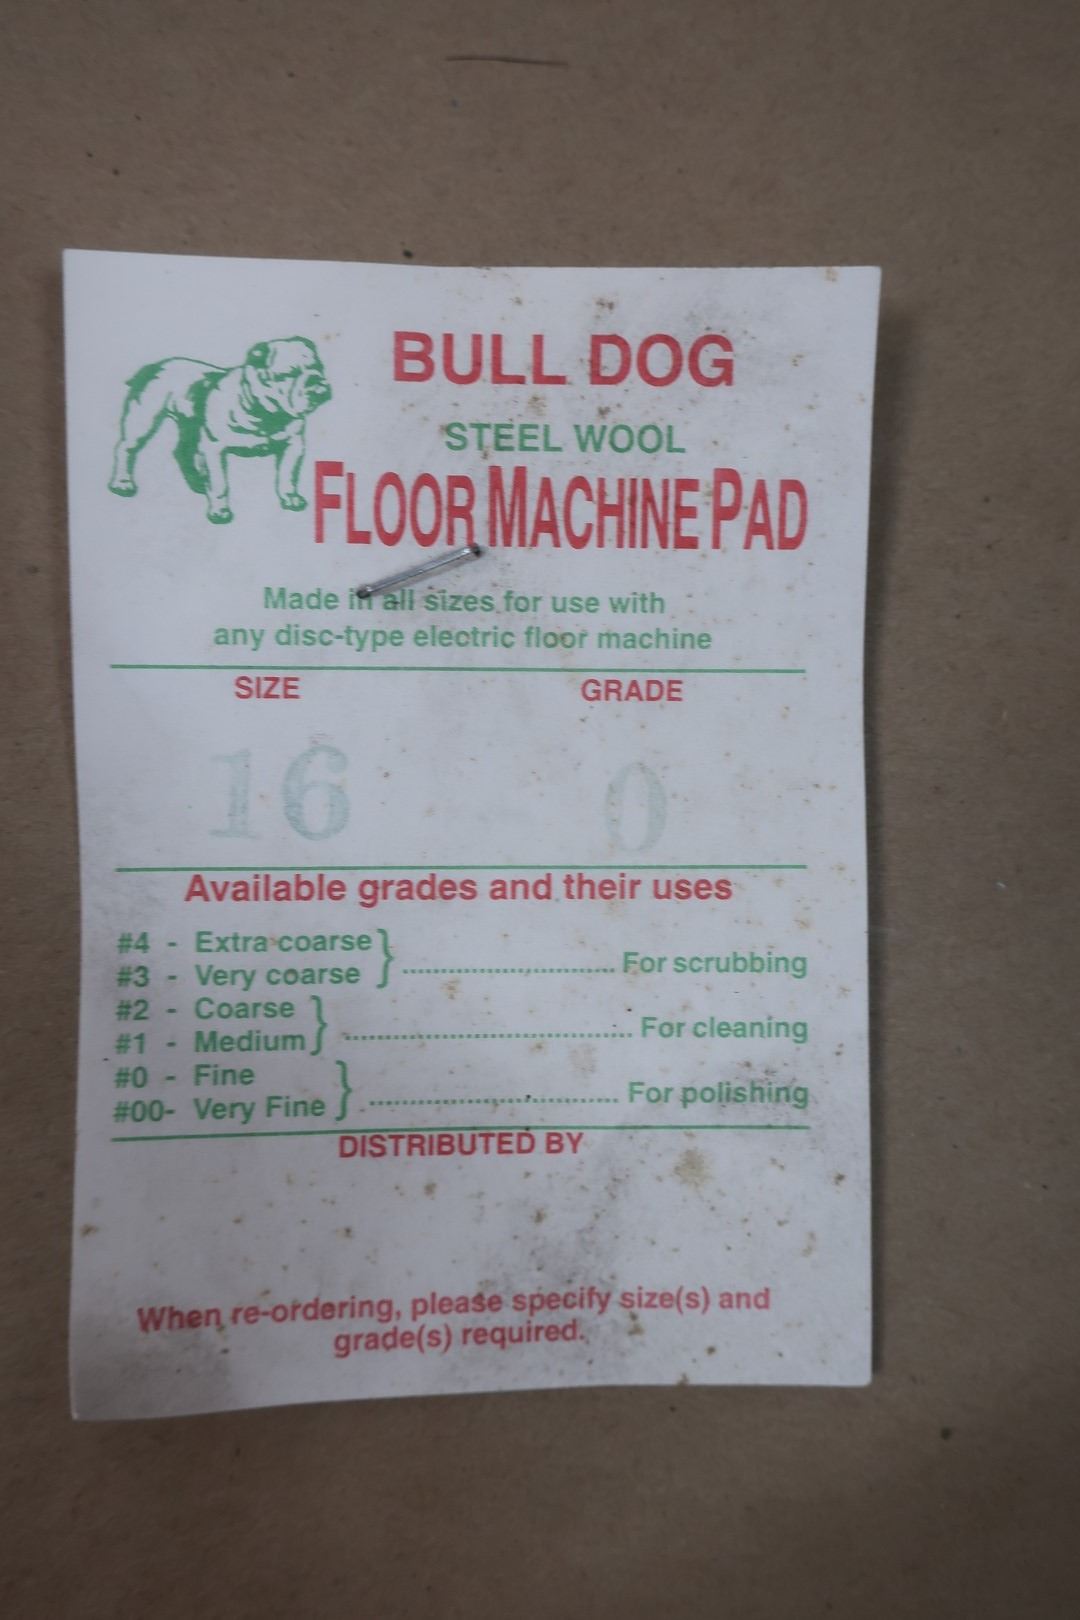 BULL DOG
STEEL WOOL
FLOOR MACHINE PAD
Made in all sizes for use with
any disc-type electric floor machine
SIZE GRADE
16 0
Available grades and their uses
#4 - Extra coarse
#3 - Very coarse } ............................ For scrubbing
#2 - Coarse
#1 - Medium } ...................................... For cleaning
#0 - Fine
#00- Very Fine } ................................. For polishing
DISTRIBUTED BY
When re-ordering, please specify size(s) and
grade(s) required.